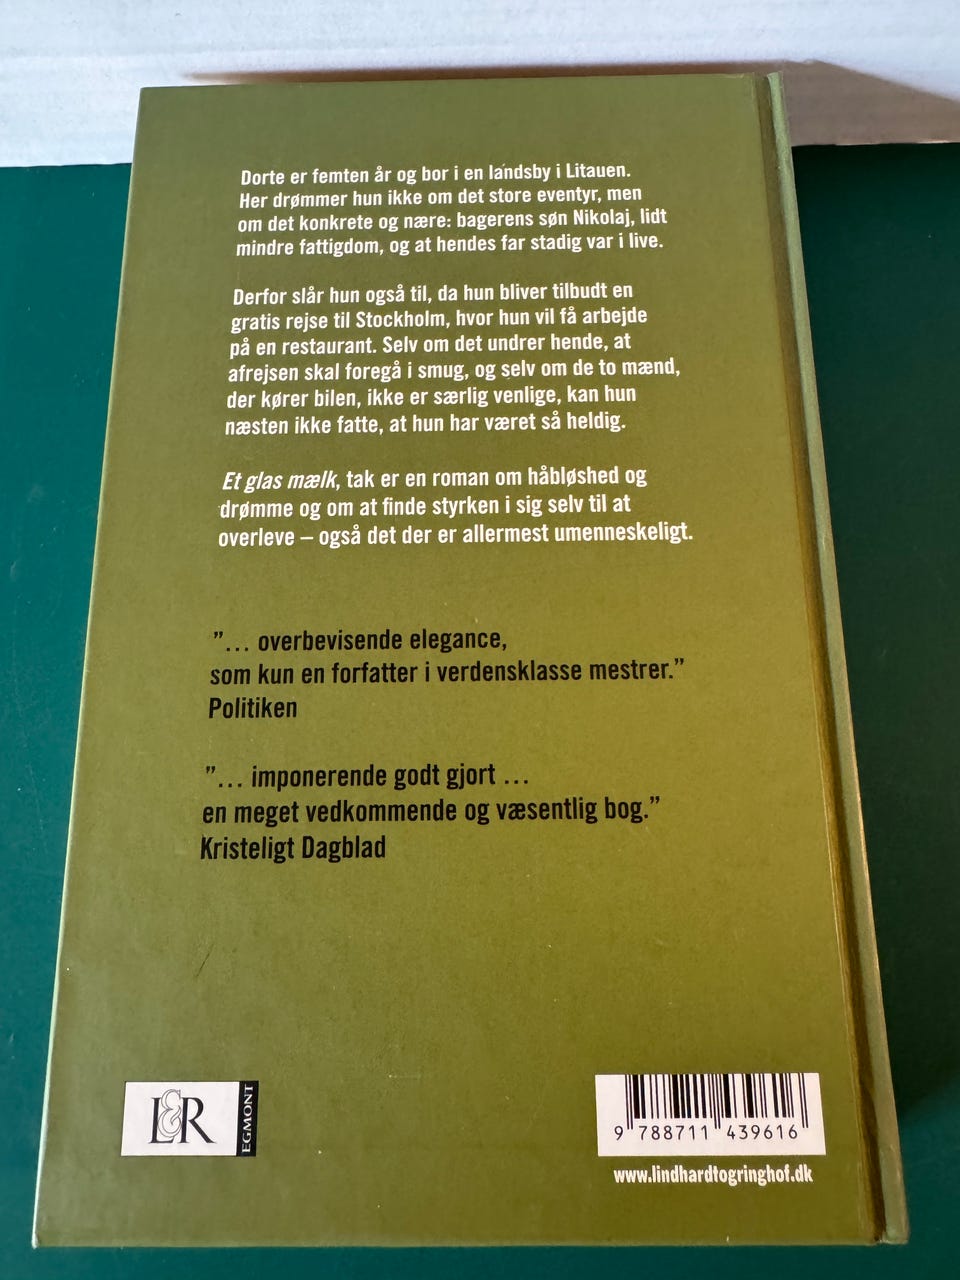 Dorte er femten år og bor i en landsby i Litauen.
Her drømmer hun ikke om det store eventyr, men
om det konkrete og nære: bagerens søn Nikolaj, lidt
mindre fattigdom, og at hendes far stadig var i live.
Derfor slår hun også til, da hun bliver tilbudt en
gratis rejse til Stockholm, hvor hun vil få arbejde
på en restaurant. Selv om det undrer hende, at
afrejsen skal foregå i smug, og selv om de to mænd,
der kører bilen, ikke er særlig venlige, kan hun
næsten ikke fatte, at hun har været så heldig.
Et glas mælk, tak er en roman om håbløshed og
drømme og om at finde styrken i sig selv til at
overleve – også det der er allermest umenneskeligt.
"... overbevisende elegance,
som kun en forfatter i verdensklasse mestrer."
Politiken
"... imponerende godt gjort ...
en meget vedkommende og væsentlig bog."
Kristeligt Dagblad
L&R
EGMONT
9 788711 439616
www.lindhardtogringhof.dk